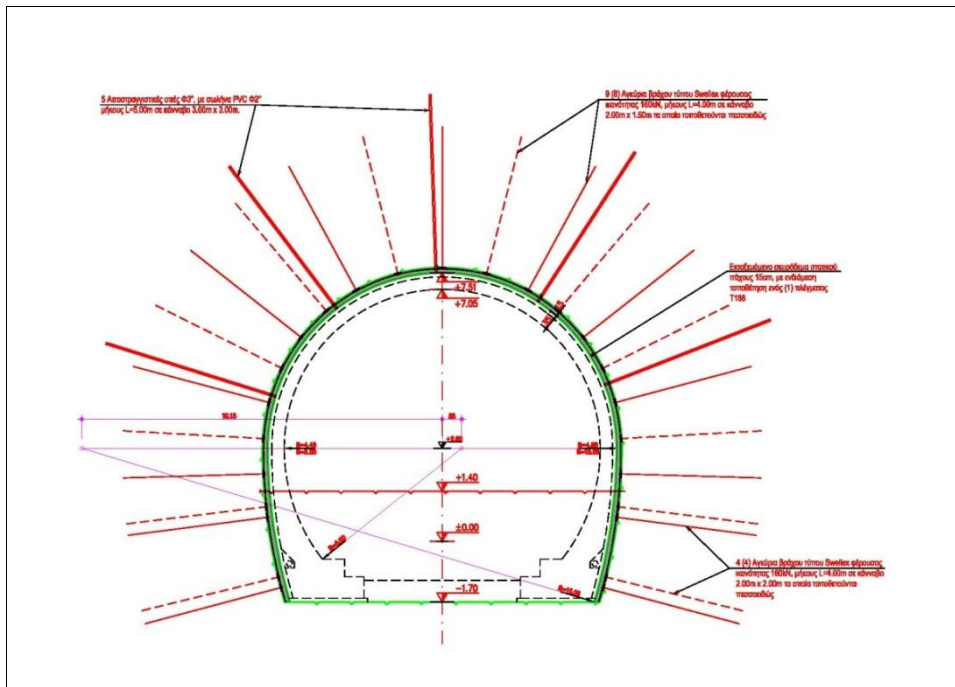 5 Αποστραγγιστικές οπές Φ3", με σωλήνα PVC Φ2"
μήκους L=5.00m σε κάνναβο 3.00m x 3.00m.
9 (8) Αγκύρια βράχου τύπου Swellex φέρουσας
ικανότητας 160kN, μήκους L=4.00m σε κάνναβο
2.00m x 1.50m τα οποία τοποθετούνται πεσσοειδώς
Εκτοξευόμενο σκυρόδεμα στατικού
πάχους 15cm, με ενδιάμεση
τοποθέτηση ενός (1) πλέγματος
T188
+7.51
+7.05
10.15
+1.40
±0.00
4 (4) Αγκύρια βράχου τύπου Swellex φέρουσας
ικανότητας 160kN, μήκους L=4.00m σε κάνναβο
2.00m x 2.00m τα οποία τοποθετούνται
πεσσοειδώς
−1.70